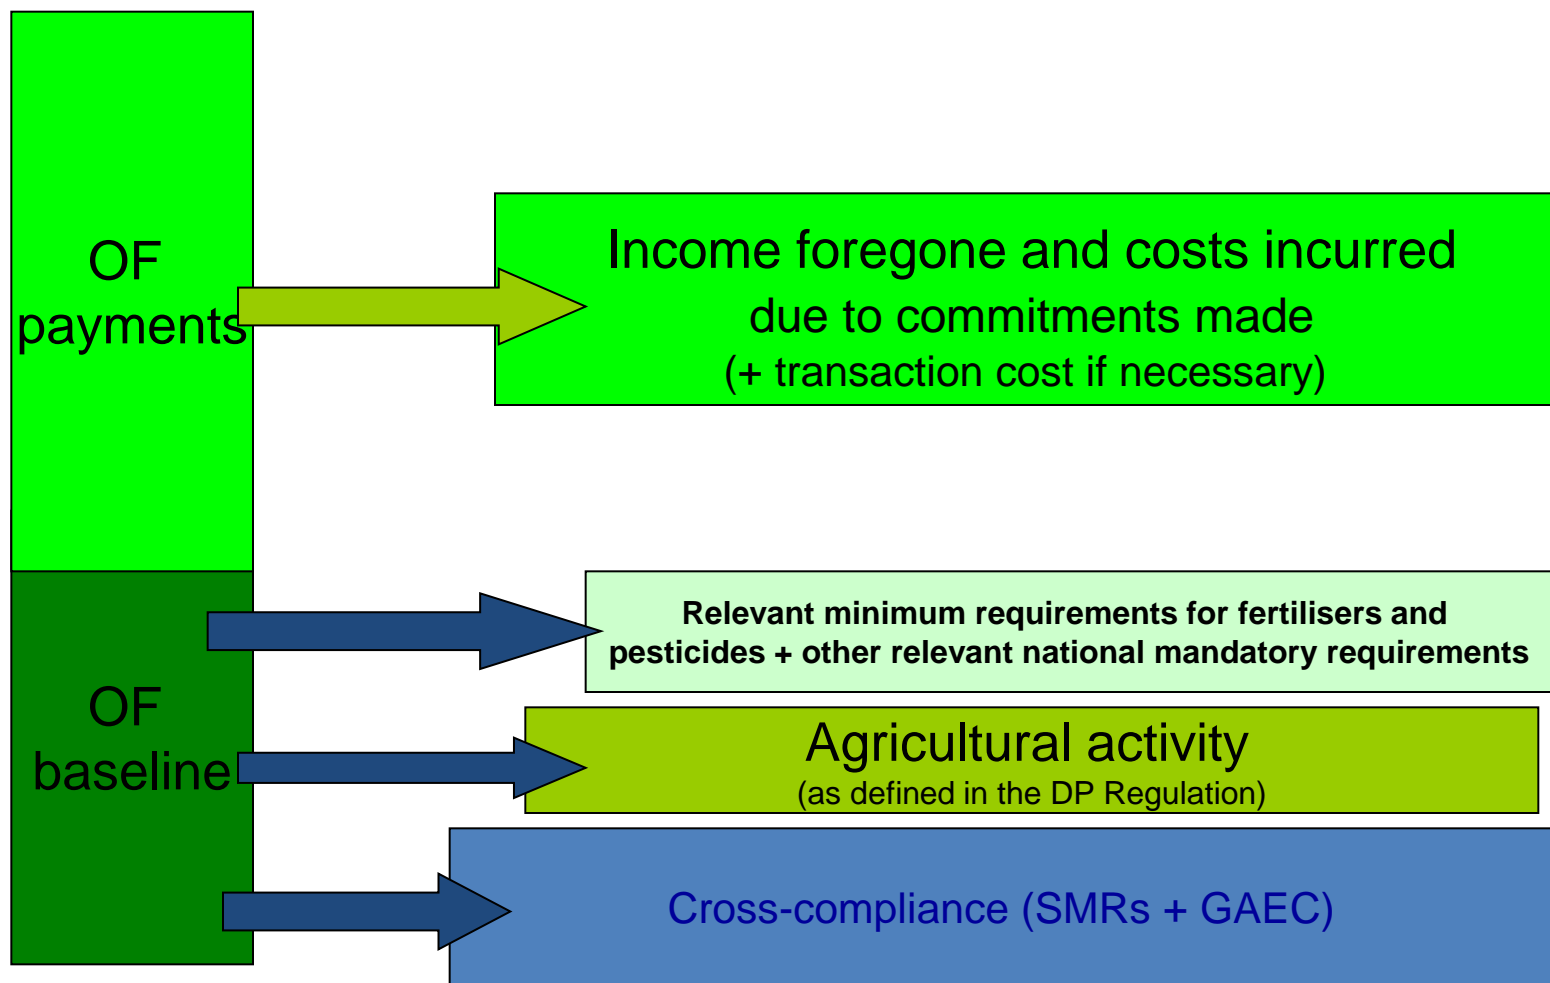 OF
payments
Income foregone and costs incurred
due to commitments made
(+ transaction cost if necessary)
OF
baseline
Relevant minimum requirements for fertilisers and
pesticides + other relevant national mandatory requirements
Agricultural activity
(as defined in the DP Regulation)
Cross-compliance (SMRs + GAEC)